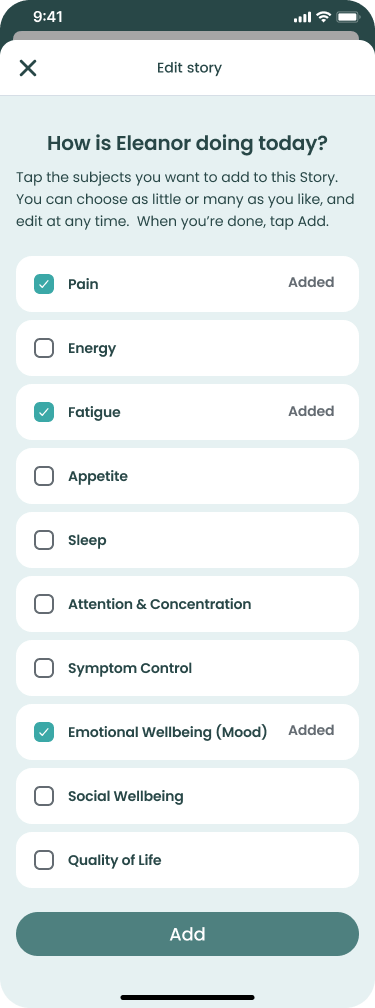 9:41
Edit story
How is Eleanor doing today?
Tap the subjects you want to add to this Story.
You can choose as little or many as you like, and
edit at any time.  When you’re done, tap Add.
Pain Added
Energy
Fatigue Added
Appetite
Sleep
Attention & Concentration
Symptom Control
Emotional Wellbeing (Mood) Added
Social Wellbeing
Quality of Life
Add